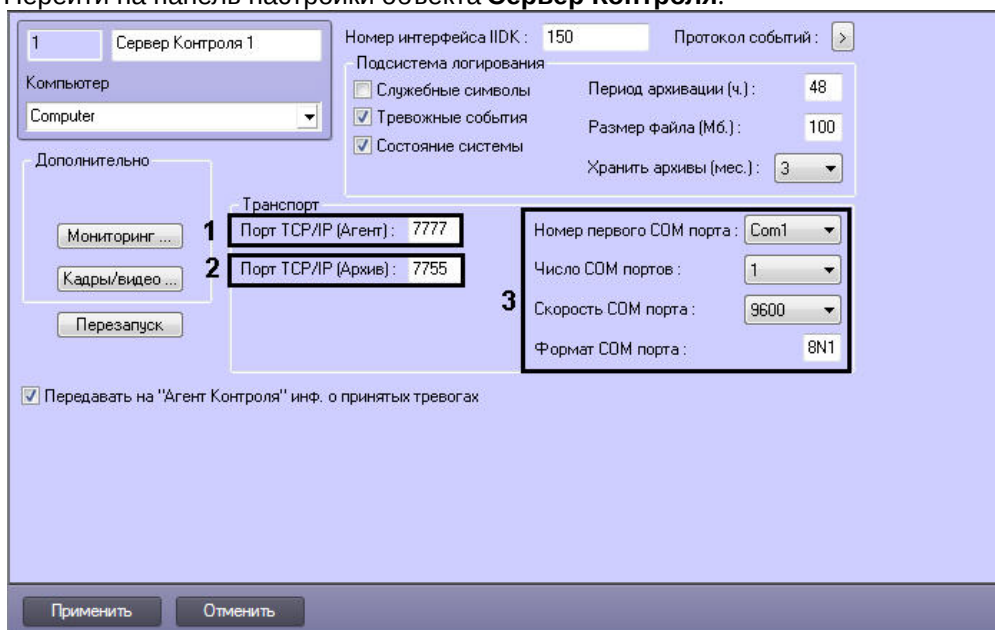 Перейти на панель настройки объекта Сервер Контроля.
1 Сервер Контроля 1
Компьютер
Computer
Номер интерфейса IIDK : 150 Протокол событий : >
Подсистема логирования
Служебные символы Период архивации (ч.) : 48
Тревожные события Размер файла (Мб.) : 100
Состояние системы Хранить архивы (мес.) : 3
Дополнительно
Мониторинг ...
Кадры/видео ...
Перезапуск
Транспорт
1 Порт TCP/IP (Агент) : 7777
2 Порт TCP/IP (Архив) : 7755
3
Номер первого COM порта : Com1
Число COM портов : 1
Скорость COM порта : 9600
Формат COM порта : 8N1
Передавать на "Агент Контроля" инф. о принятых тревогах
Применить Отменить